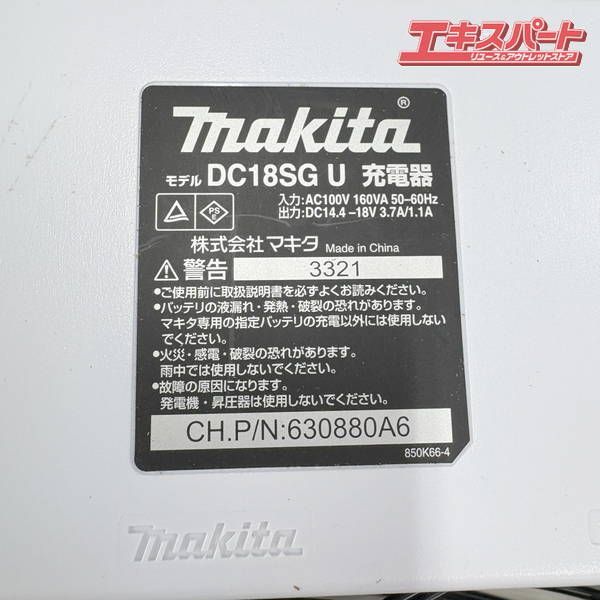 エキスパート
リユース&アウトレットストア
makita®
モデル DC18SG U 充電器
入力:AC100V 160VA 50-60Hz
出力:DC14.4 -18V 3.7A/1.1A
PS E
株式会社マキタ Made in China
⚠警告 3321
●ご使用前に取扱説明書を必ずよくお読みください。
●バッテリの液漏れ・発熱・破裂の恐れがあります。
マキタ専用の指定バッテリの充電以外には使用しない
でください。
●火災・感電・破裂の恐れがあります。
雨中では使用しないでください。
●故障の原因になります。
発電機・昇圧器は使用しないでください。
CH.P/N:630880A6
850K66-4
makita